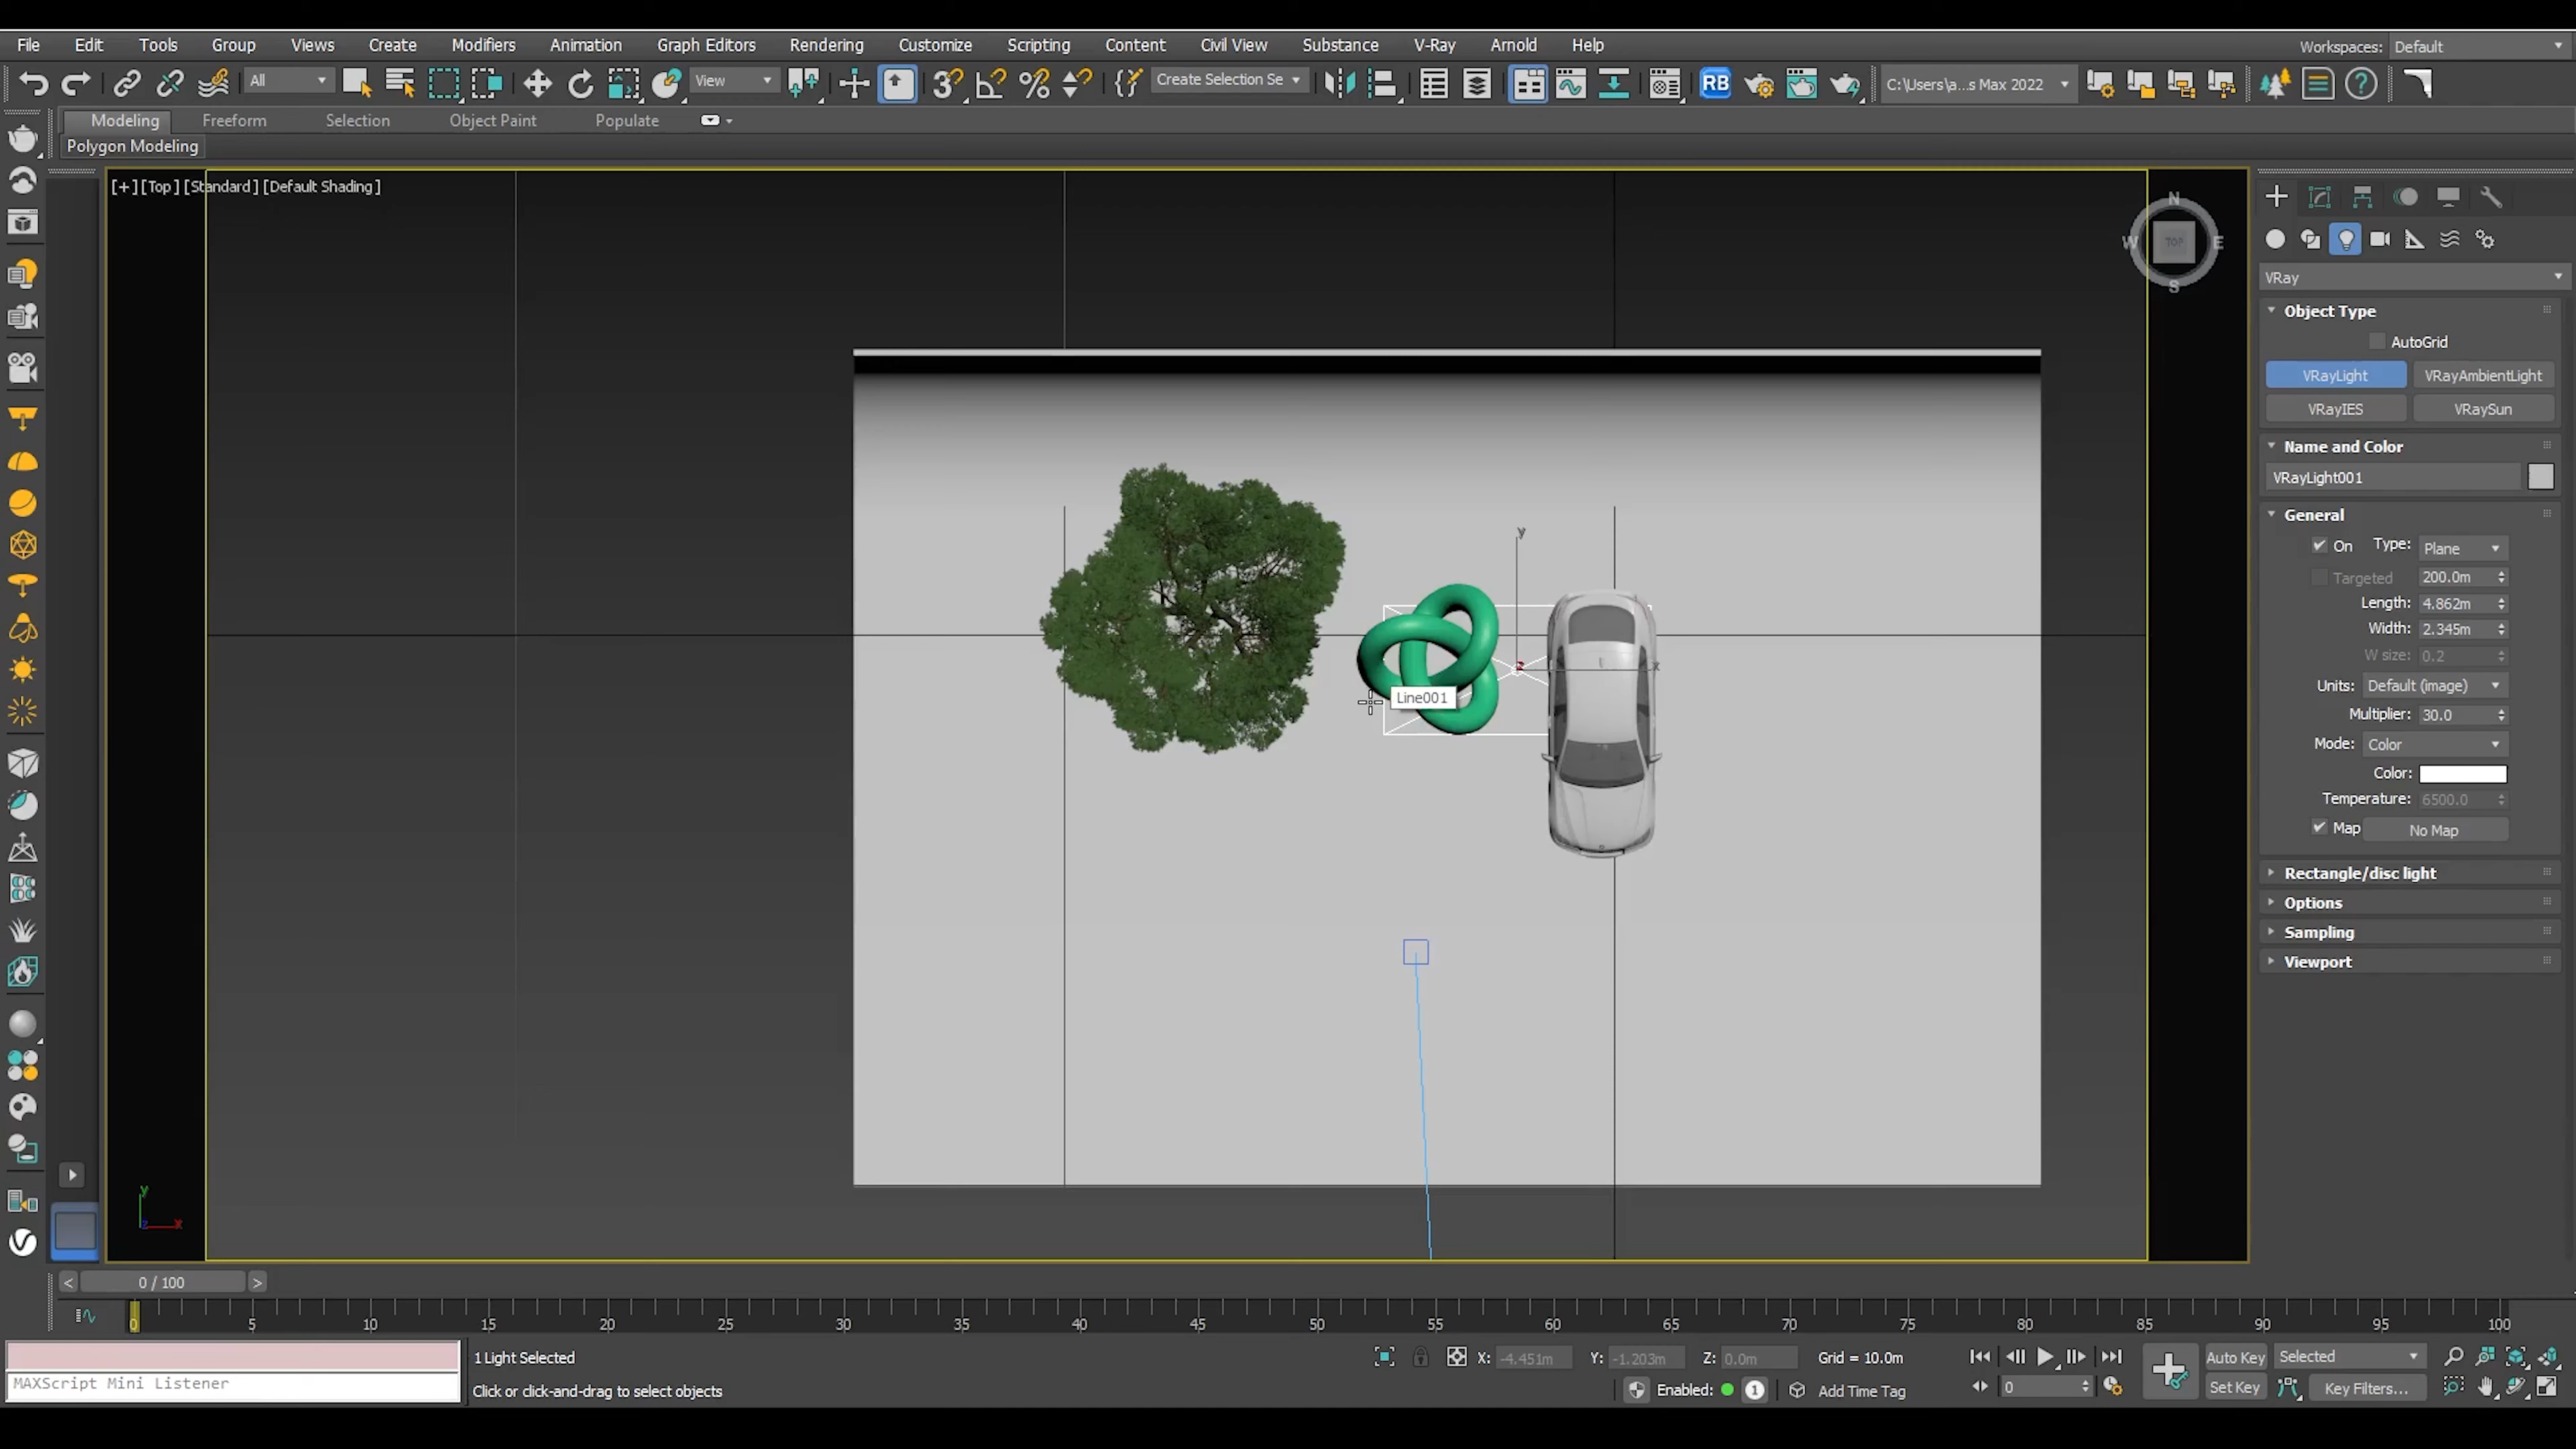 File Edit Tools Group Views Create Modifiers Animation Graph Editors Rendering Customize Scripting Content Civil View Substance V-Ray Arnold Help Workspaces: Default
All View Create Selection Se C:\Users\a...s Max 2022
Modeling Freeform Selection Object Paint Populate
Polygon Modeling
[+] [Top] [Standard] [Default Shading]
N
W TOP E
S
VRay
Object Type
AutoGrid
VRayLight VRayAmbientLight
VRayIES VRaySun
Name and Color
VRayLight001
General
On Type: Plane
Targeted 200.0m
Length: 4.862m
Width: 2.345m
W size: 0.2
Units: Default (image)
Multiplier: 30.0
Mode: Color
Color:
Temperature: 6500.0
Map No Map
Rectangle/disc light
Options
Sampling
Viewport
y
x
Line001
y
z x
< 0 / 100 >
0 5 10 15 20 25 30 35 40 45 50 55 60 65 70 75 80 85 90 95 100
1 Light Selected X: -4.451m Y: -1.203m Z: 0.0m Grid = 10.0m Auto Key Selected
MAXScript Mini Listener Click or click-and-drag to select objects Enabled: 1 Add Time Tag 0 Set Key Key Filters...